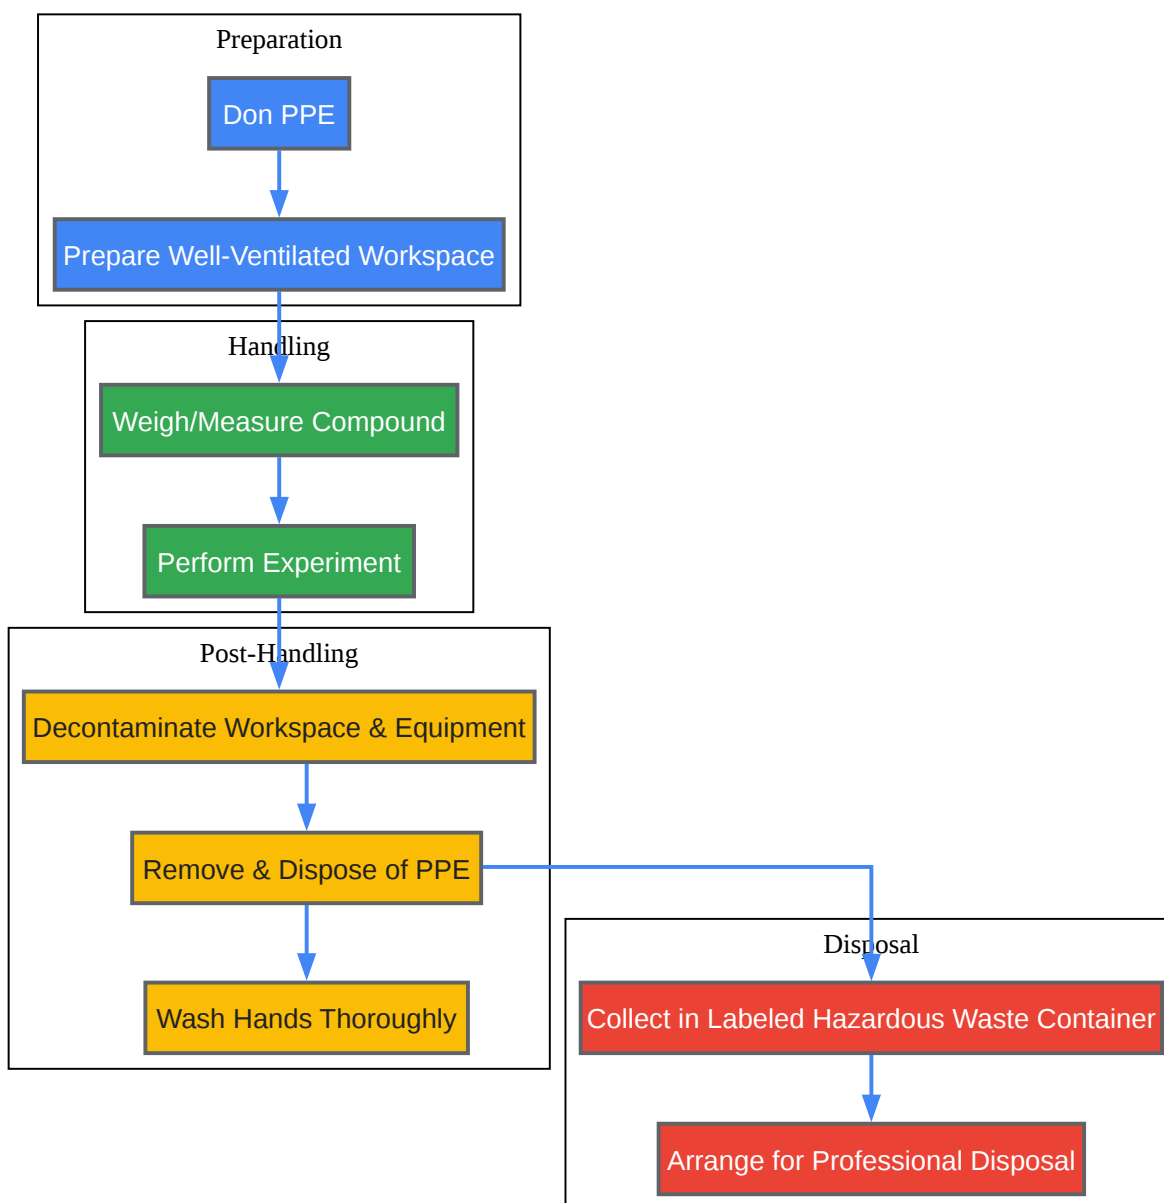 Preparation
Don PPE
Prepare Well-Ventilated Workspace
Handling
Weigh/Measure Compound
Perform Experiment
Post-Handling
Decontaminate Workspace & Equipment
Remove & Dispose of PPE
Wash Hands Thoroughly
Disposal
Collect in Labeled Hazardous Waste Container
Arrange for Professional Disposal